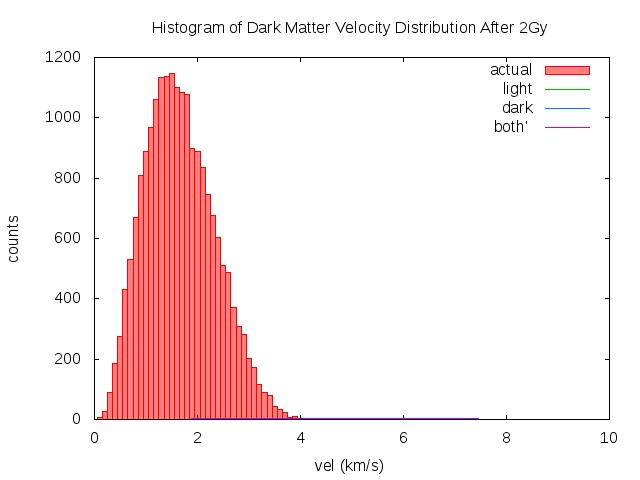 Histogram of Dark Matter Velocity Distribution After 2Gy
1200
1000
800
600
400
200
0
counts
actual
light
dark
both'
0 2 4 6 8 10
vel (km/s)